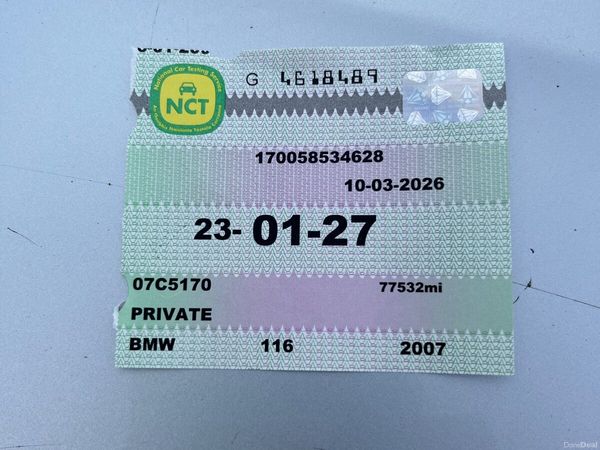 National Car Testing Service
NCT
G 4618489
170058534628
10-03-2026
23-01-27
07C5170 77532mi
PRIVATE
BMW 116 2007
DoneDeal